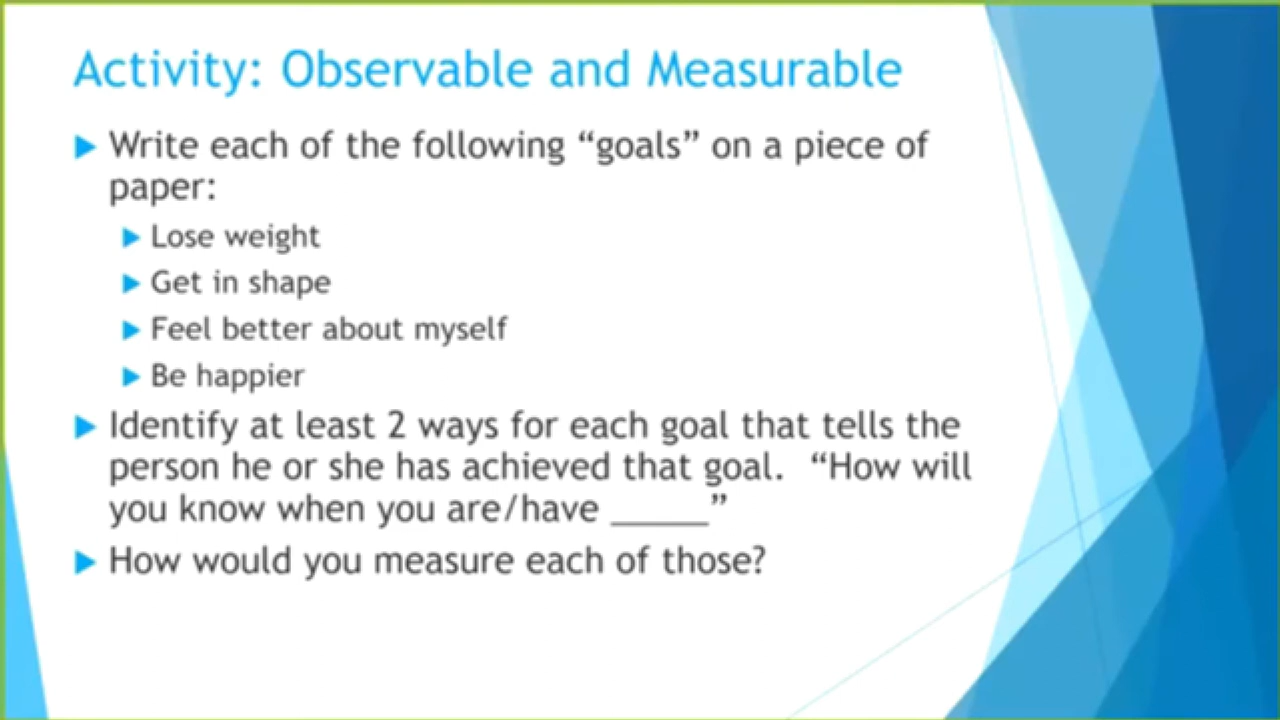 Activity: Observable and Measurable
Write each of the following “goals” on a piece of
paper:
Lose weight
Get in shape
Feel better about myself
Be happier
Identify at least 2 ways for each goal that tells the
person he or she has achieved that goal.  “How will
you know when you are/have _____”
How would you measure each of those?